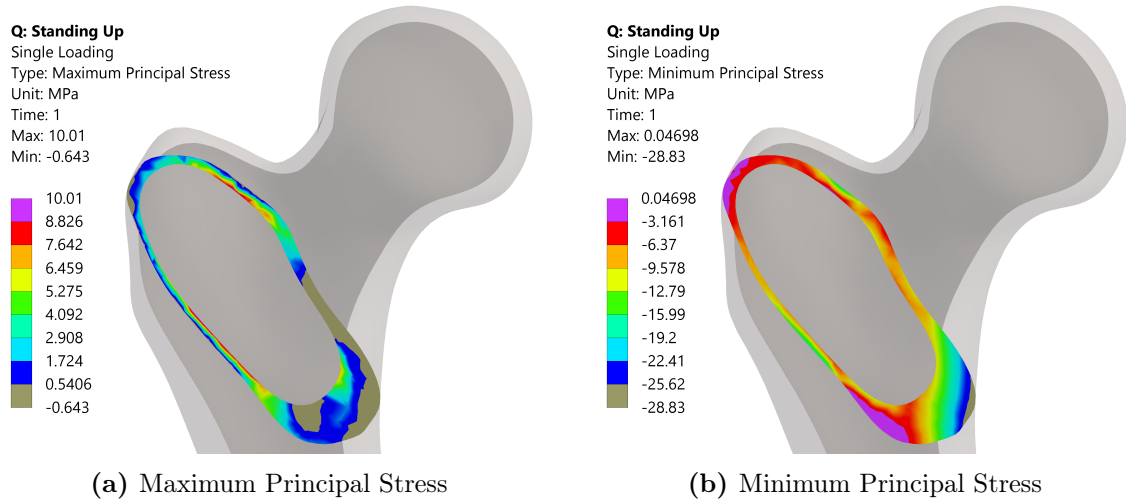 Q: Standing Up
Single Loading
Type: Maximum Principal Stress
Unit: MPa
Time: 1
Max: 10.01
Min: -0.643
10.01
8.826
7.642
6.459
5.275
4.092
2.908
1.724
0.5406
-0.643
(a) Maximum Principal Stress
Q: Standing Up
Single Loading
Type: Minimum Principal Stress
Unit: MPa
Time: 1
Max: 0.04698
Min: -28.83
0.04698
-3.161
-6.37
-9.578
-12.79
-15.99
-19.2
-22.41
-25.62
-28.83
(b) Minimum Principal Stress